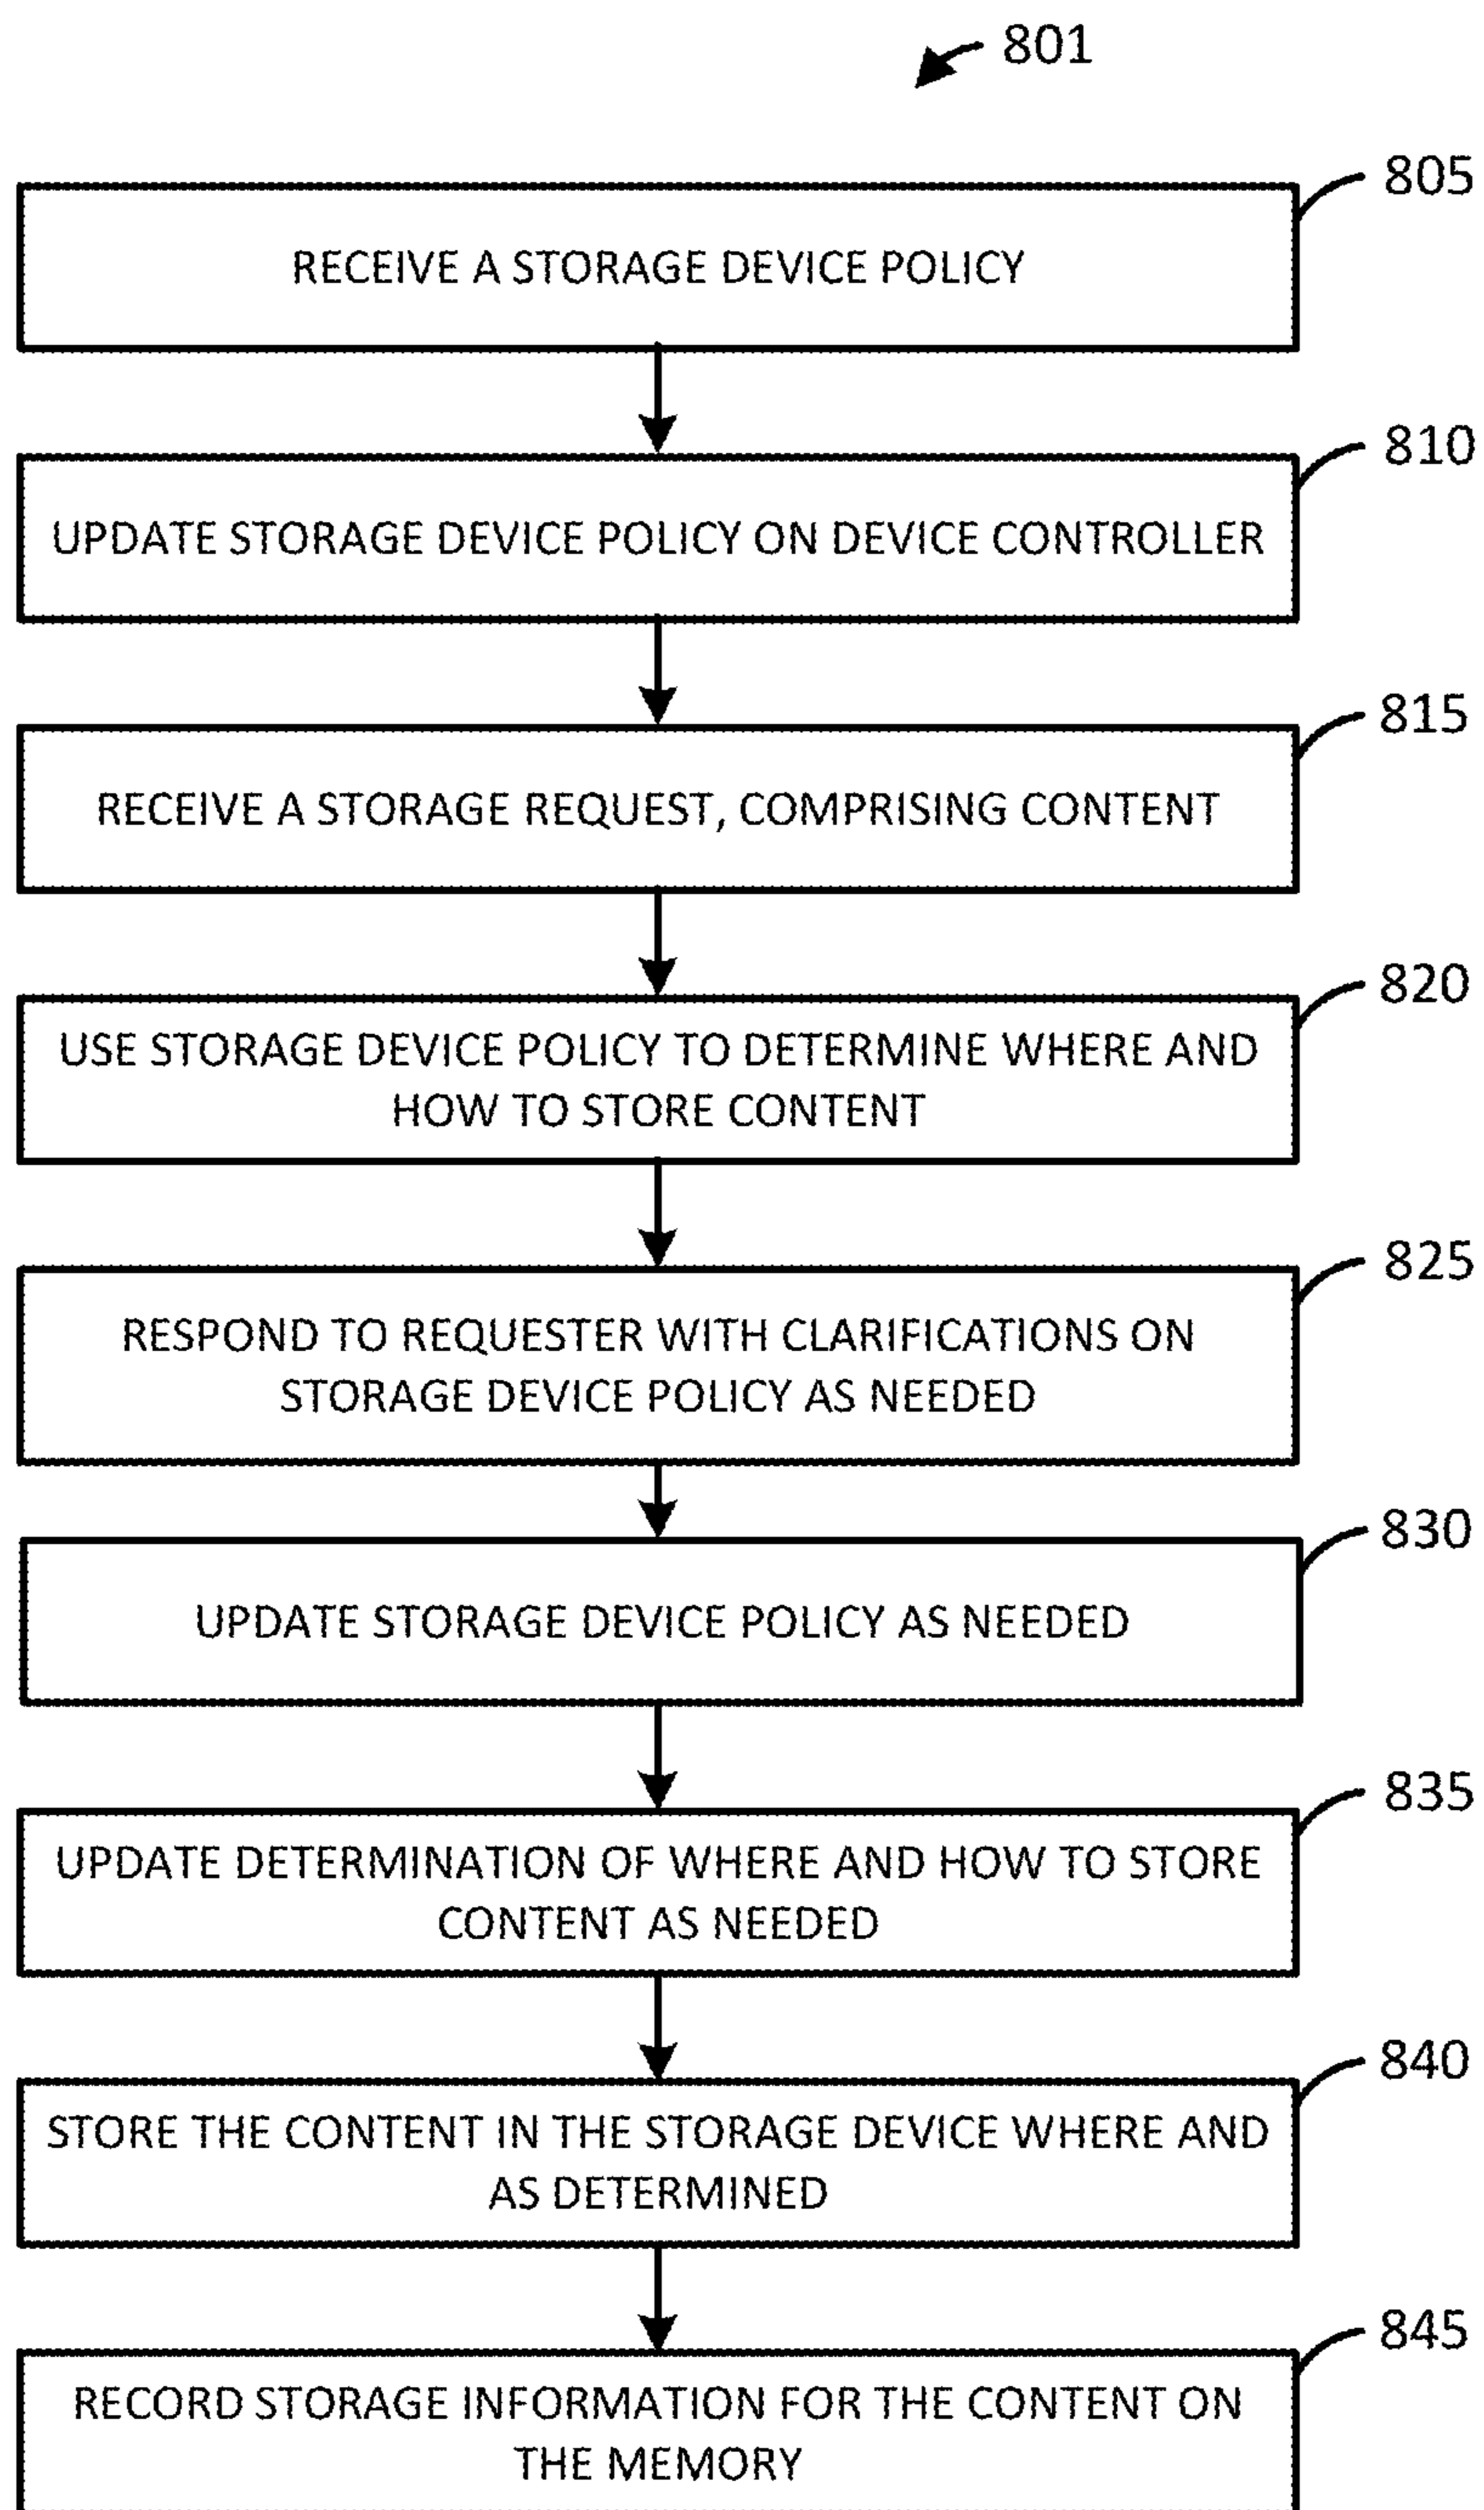 801
805
RECEIVE A STORAGE DEVICE POLICY
810
UPDATE STORAGE DEVICE POLICY ON DEVICE CONTROLLER
815
RECEIVE A STORAGE REQUEST, COMPRISING CONTENT
820
USE STORAGE DEVICE POLICY TO DETERMINE WHERE AND
HOW TO STORE CONTENT
825
RESPOND TO REQUESTER WITH CLARIFICATIONS ON
STORAGE DEVICE POLICY AS NEEDED
830
UPDATE STORAGE DEVICE POLICY AS NEEDED
835
UPDATE DETERMINATION OF WHERE AND HOW TO STORE
CONTENT AS NEEDED
840
STORE THE CONTENT IN THE STORAGE DEVICE WHERE AND
AS DETERMINED
845
RECORD STORAGE INFORMATION FOR THE CONTENT ON
THE MEMORY